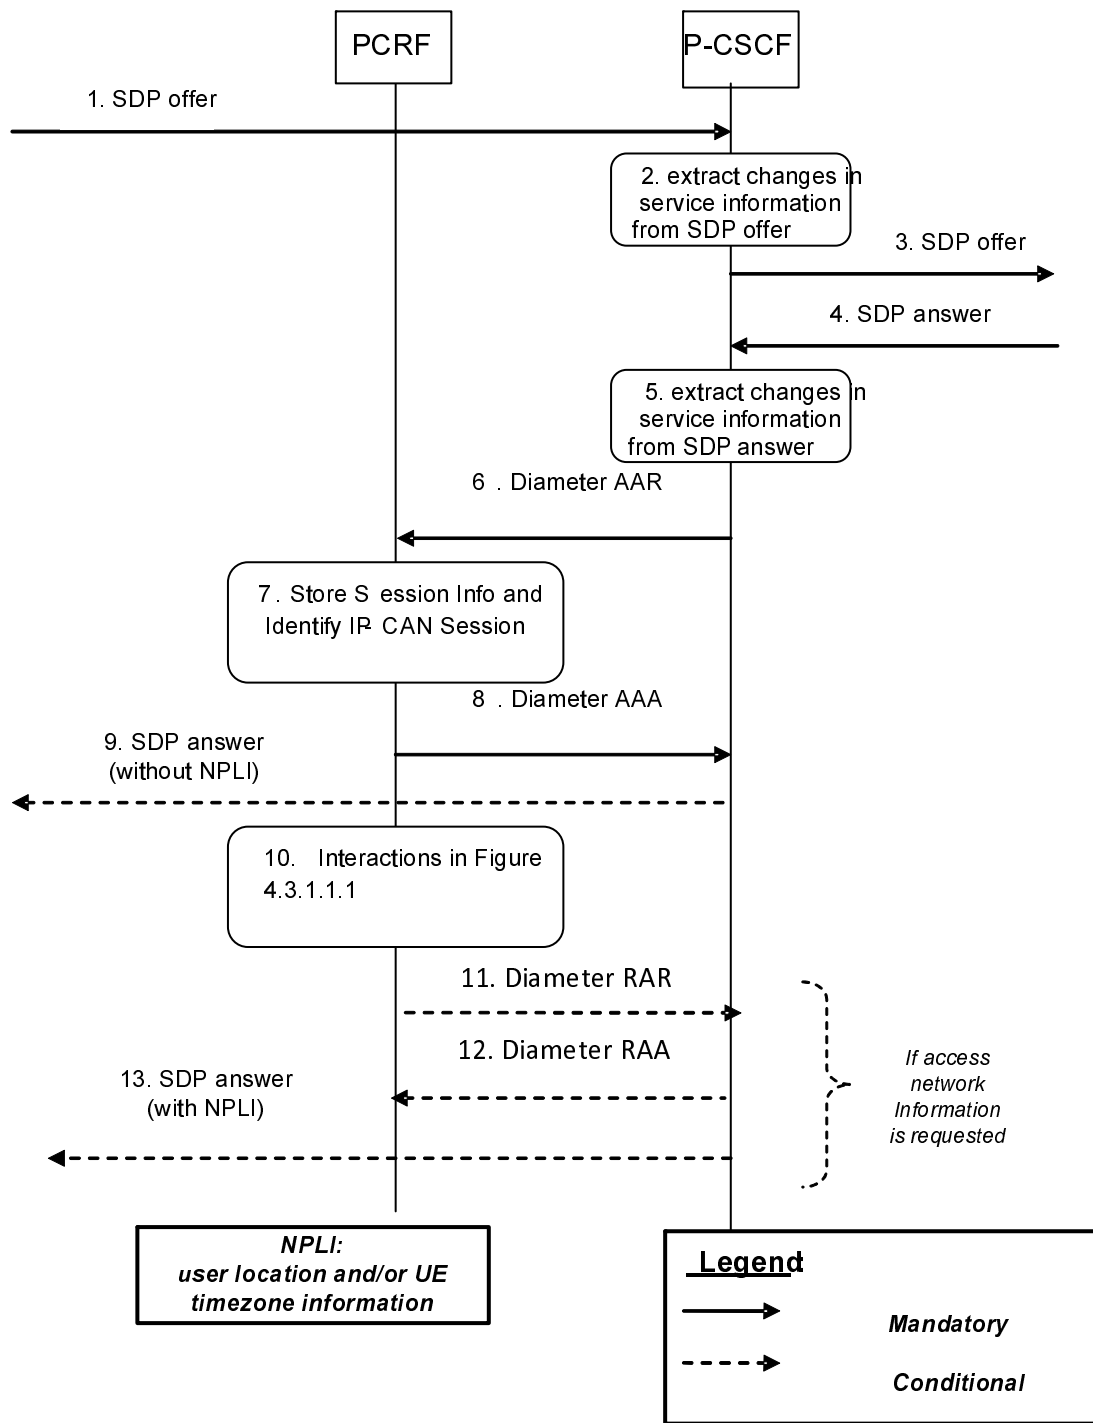 PCRF
P-CSCF
1. SDP offer
2. extract changes in
service information
from SDP offer
3. SDP offer
4. SDP answer
5. extract changes in
service information
from SDP answer
6 . Diameter AAR
7. Store S ession Info and
Identify IP- CAN Session
8 . Diameter AAA
9. SDP answer
(without NPLI)
10. Interactions in Figure
4.3.1.1.1
11. Diameter RAR
12. Diameter RAA
13. SDP answer
(with NPLI)
If access
network
Information
is requested
NPLI:
user location and/or UE
timezone information
Legend:
Mandatory
Conditional